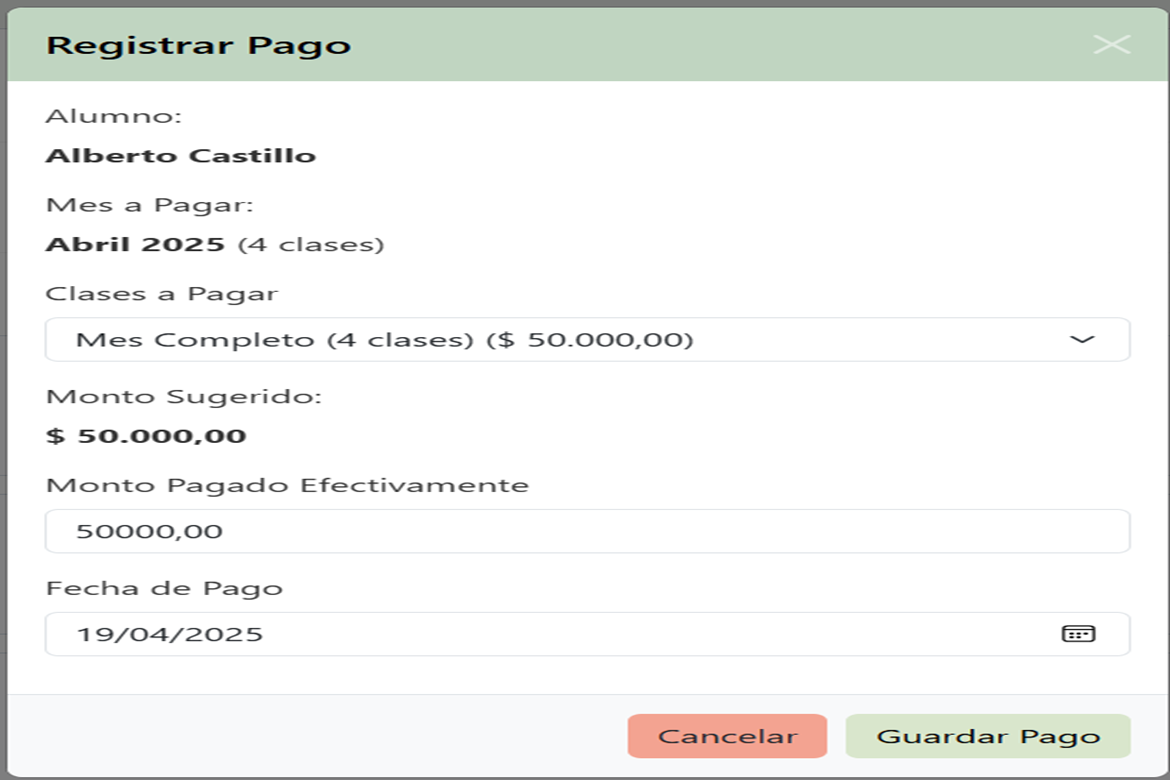 Registrar Pago
Alumno:
Alberto Castillo
Mes a Pagar:
Abril 2025 (4 clases)
Clases a Pagar
Mes Completo (4 clases) ($ 50.000,00)
Monto Sugerido:
$ 50.000,00
Monto Pagado Efectivamente
50000,00
Fecha de Pago
19/04/2025
Cancelar Guardar Pago